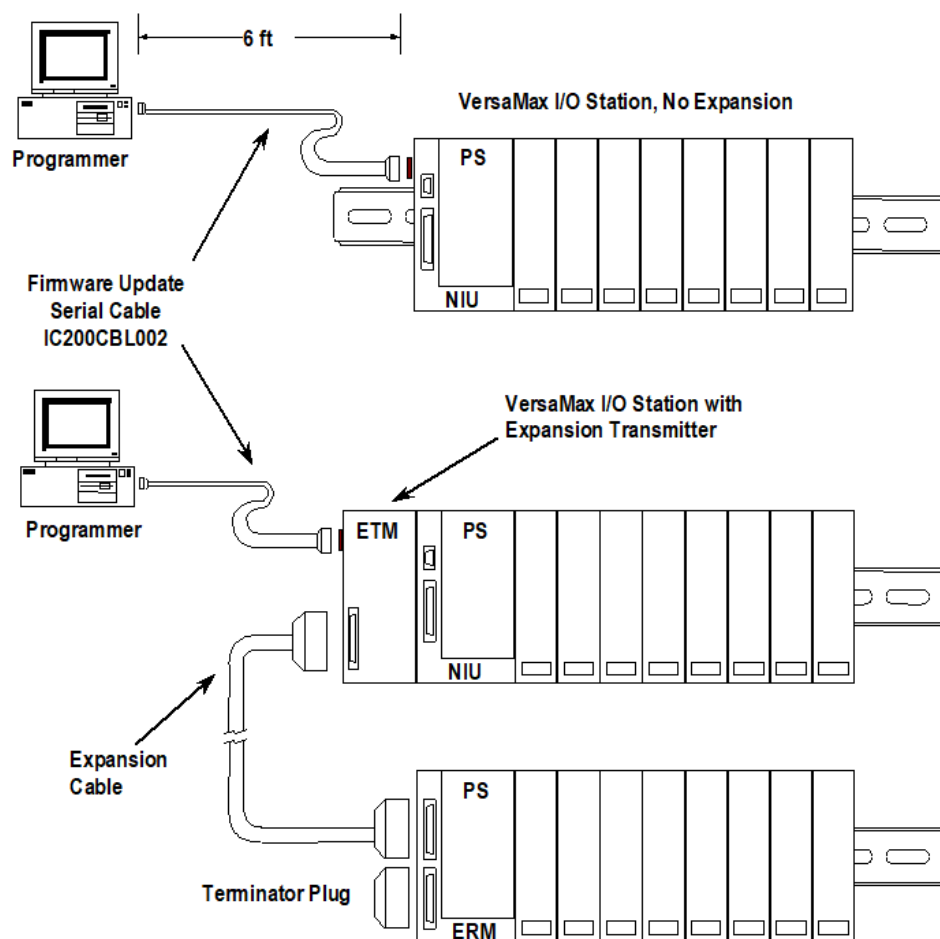 6 ft
VersaMax I/O Station, No Expansion
Programmer
PS
NIU
Firmware Update
Serial Cable
IC200CBL002
VersaMax I/O Station with
Expansion Transmitter
Programmer
ETM
PS
NIU
Expansion
Cable
PS
Terminator Plug
ERM